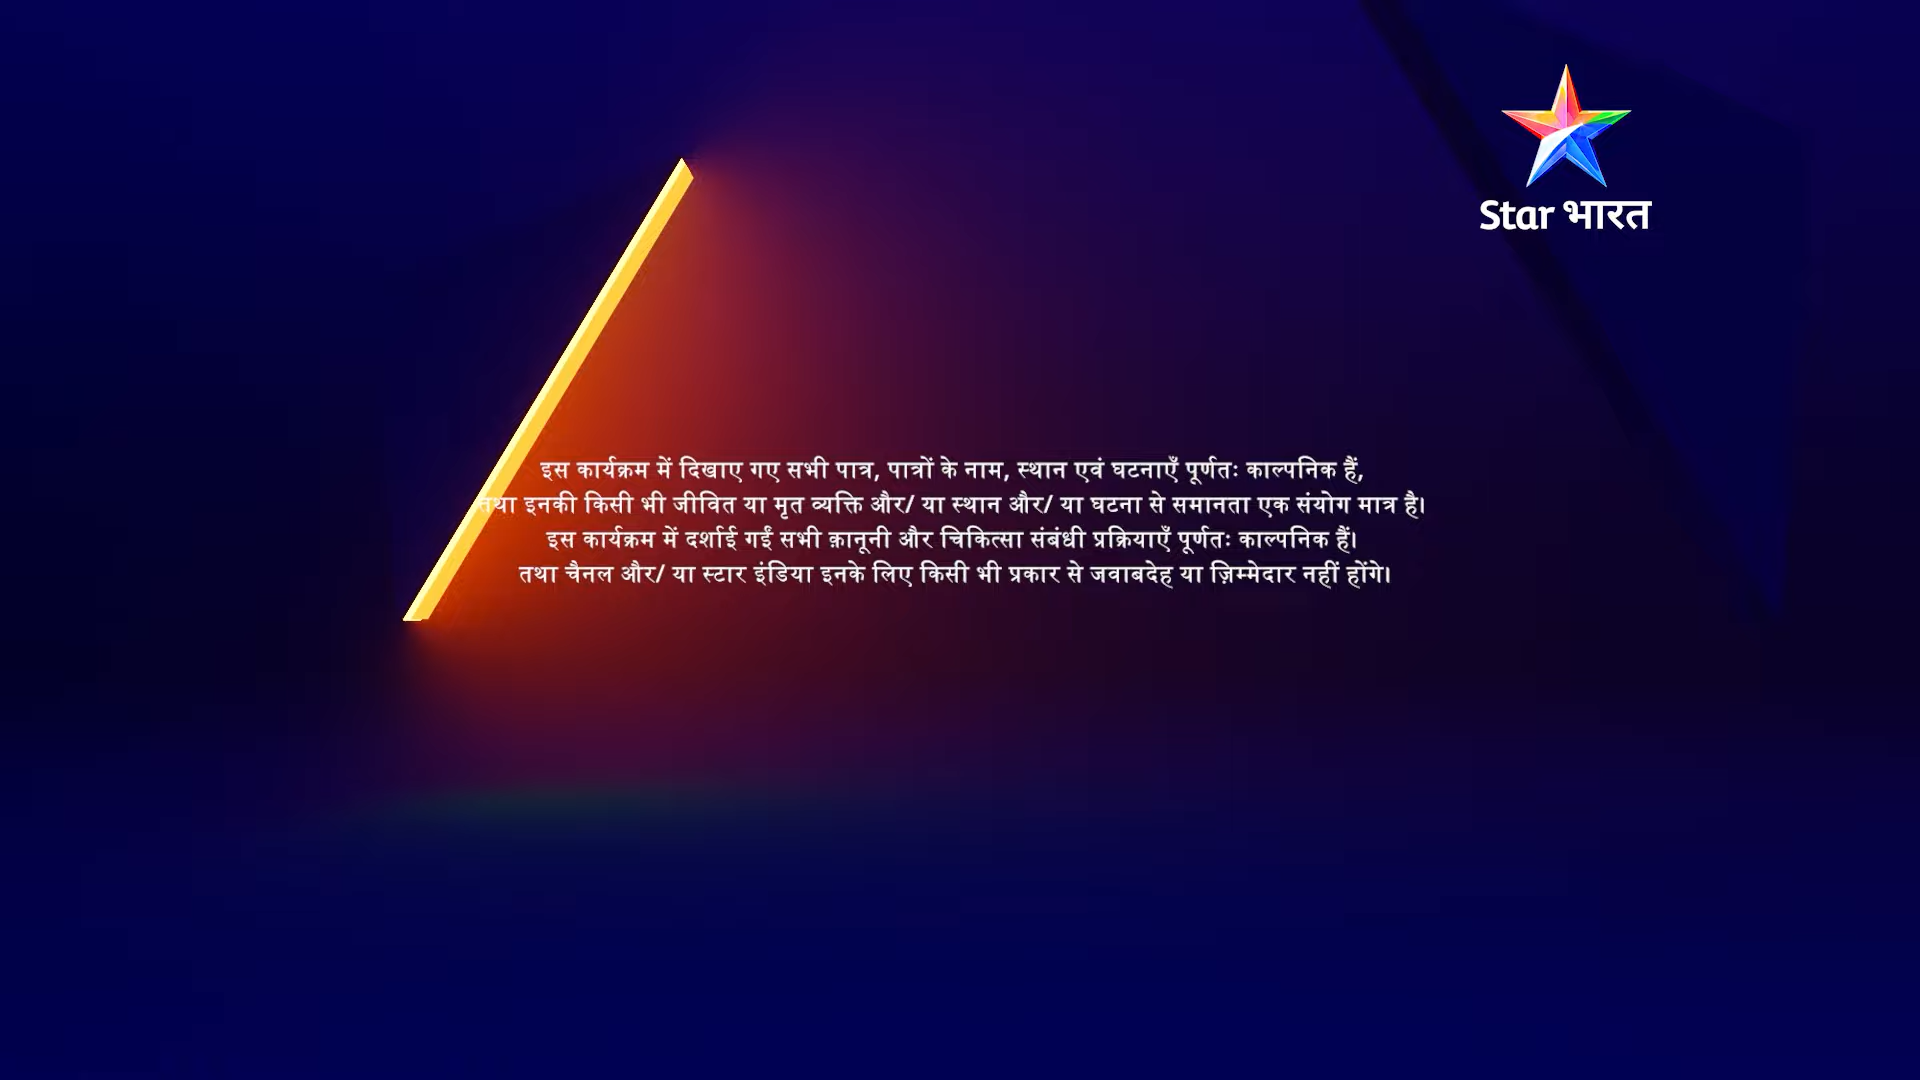 Star भारत
इस कार्यक्रम में दिखाए गए सभी पात्र, पात्रों के नाम, स्थान एवं घटनाएँ पूर्णतः काल्पनिक हैं,
तथा इनकी किसी भी जीवित या मृत व्यक्ति और/ या स्थान और/ या घटना से समानता एक संयोग मात्र है।
इस कार्यक्रम में दर्शाई गईं सभी क़ानूनी और चिकित्सा संबंधी प्रक्रियाएँ पूर्णतः काल्पनिक हैं।
तथा चैनल और/ या स्टार इंडिया इनके लिए किसी भी प्रकार से जवाबदेह या ज़िम्मेदार नहीं होंगे।